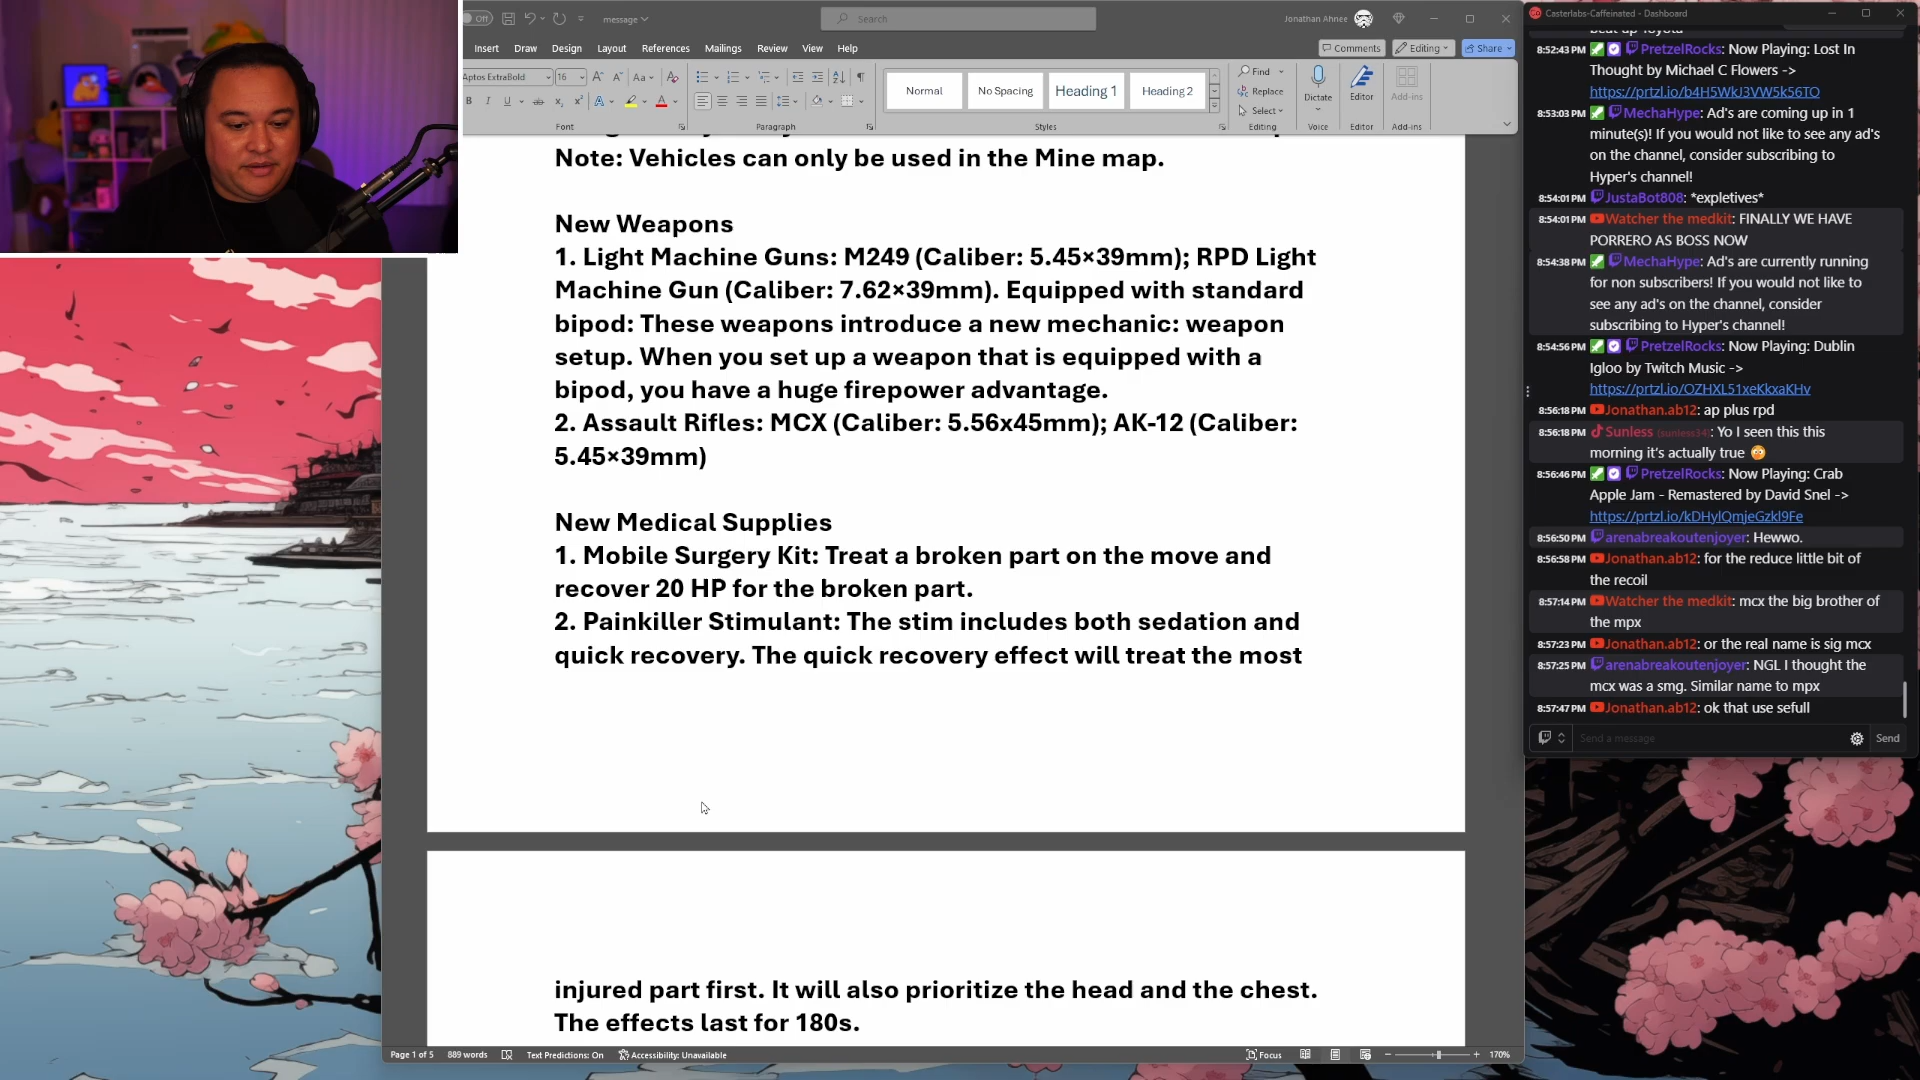 Off
message
Search
Jonathan Ahnee
Insert Draw Design Layout References Mailings Review View Help
Comments Editing Share
Aptos ExtraBold 16
Normal
No Spacing
Heading 1
Heading 2
Find
Replace
Select
Dictate
Editor
Add-ins
Font Paragraph Styles Editing Voice Editor Add-ins
Note: Vehicles can only be used in the Mine map.
New Weapons
1. Light Machine Guns: M249 (Caliber: 5.45×39mm); RPD Light
Machine Gun (Caliber: 7.62×39mm). Equipped with standard
bipod: These weapons introduce a new mechanic: weapon
setup. When you set up a weapon that is equipped with a
bipod, you have a huge firepower advantage.
2. Assault Rifles: MCX (Caliber: 5.56x45mm); AK-12 (Caliber:
5.45×39mm)
New Medical Supplies
1. Mobile Surgery Kit: Treat a broken part on the move and
recover 20 HP for the broken part.
2. Painkiller Stimulant: The stim includes both sedation and
quick recovery. The quick recovery effect will treat the most
injured part first. It will also prioritize the head and the chest.
The effects last for 180s.
Page 1 of 5 889 words Text Predictions: On Accessibility: Unavailable Focus 170%
Casterlabs-Caffeinated - Dashboard
8:52:43 PM PretzelRocks: Now Playing: Lost In
Thought by Michael C Flowers ->
https://prtzl.io/b4H5WkJ3VW5k56TO
8:53:03 PM MechaHype: Ad's are coming up in 1
minute(s)! If you would not like to see any ad's
on the channel, consider subscribing to
Hyper's channel!
8:54:01 PM JustaBot808: *expletives*
8:54:01 PM Watcher the medkit: FINALLY WE HAVE
PORRERO AS BOSS NOW
8:54:38 PM MechaHype: Ad's are currently running
for non subscribers! If you would not like to
see any ad's on the channel, consider
subscribing to Hyper's channel!
8:54:56 PM PretzelRocks: Now Playing: Dublin
Igloo by Twitch Music ->
https://prtzl.io/OZHXL51xeKkxaKHv
8:56:18 PM Jonathan.ab12: ap plus rpd
8:56:18 PM Sunless (sunless34): Yo I seen this this
morning it's actually true 😳
8:56:46 PM PretzelRocks: Now Playing: Crab
Apple Jam - Remastered by David Snel ->
https://prtzl.io/kDHylQmjeGzkl9Fe
8:56:50 PM arenabreakoutenjoyer: Hewwo.
8:56:58 PM Jonathan.ab12: for the reduce little bit of
the recoil
8:57:14 PM Watcher the medkit: mcx the big brother of
the mpx
8:57:23 PM Jonathan.ab12: or the real name is sig mcx
8:57:25 PM arenabreakoutenjoyer: NGL I thought the
mcx was a smg. Similar name to mpx
8:57:47 PM Jonathan.ab12: ok that use sefull
Send a message
Send